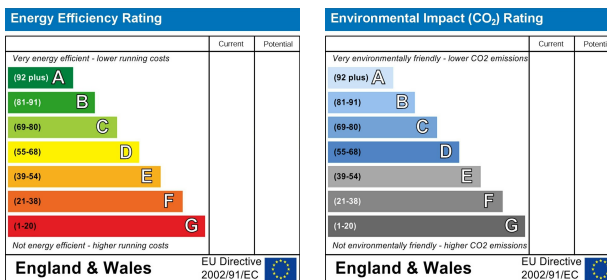 Energy Efficiency Rating
Current Potential
Very energy efficient - lower running costs
(92 plus) A
(81-91) B
(69-80) C
(55-68) D
(39-54) E
(21-38) F
(1-20) G
Not energy efficient - higher running costs
England & Wales
EU Directive
2002/91/EC
Environmental Impact (CO₂) Rating
Current Potential
Very environmentally friendly - lower CO2 emissions
(92 plus) A
(81-91) B
(69-80) C
(55-68) D
(39-54) E
(21-38) F
(1-20) G
Not environmentally friendly - higher CO2 emissions
England & Wales
EU Directive
2002/91/EC